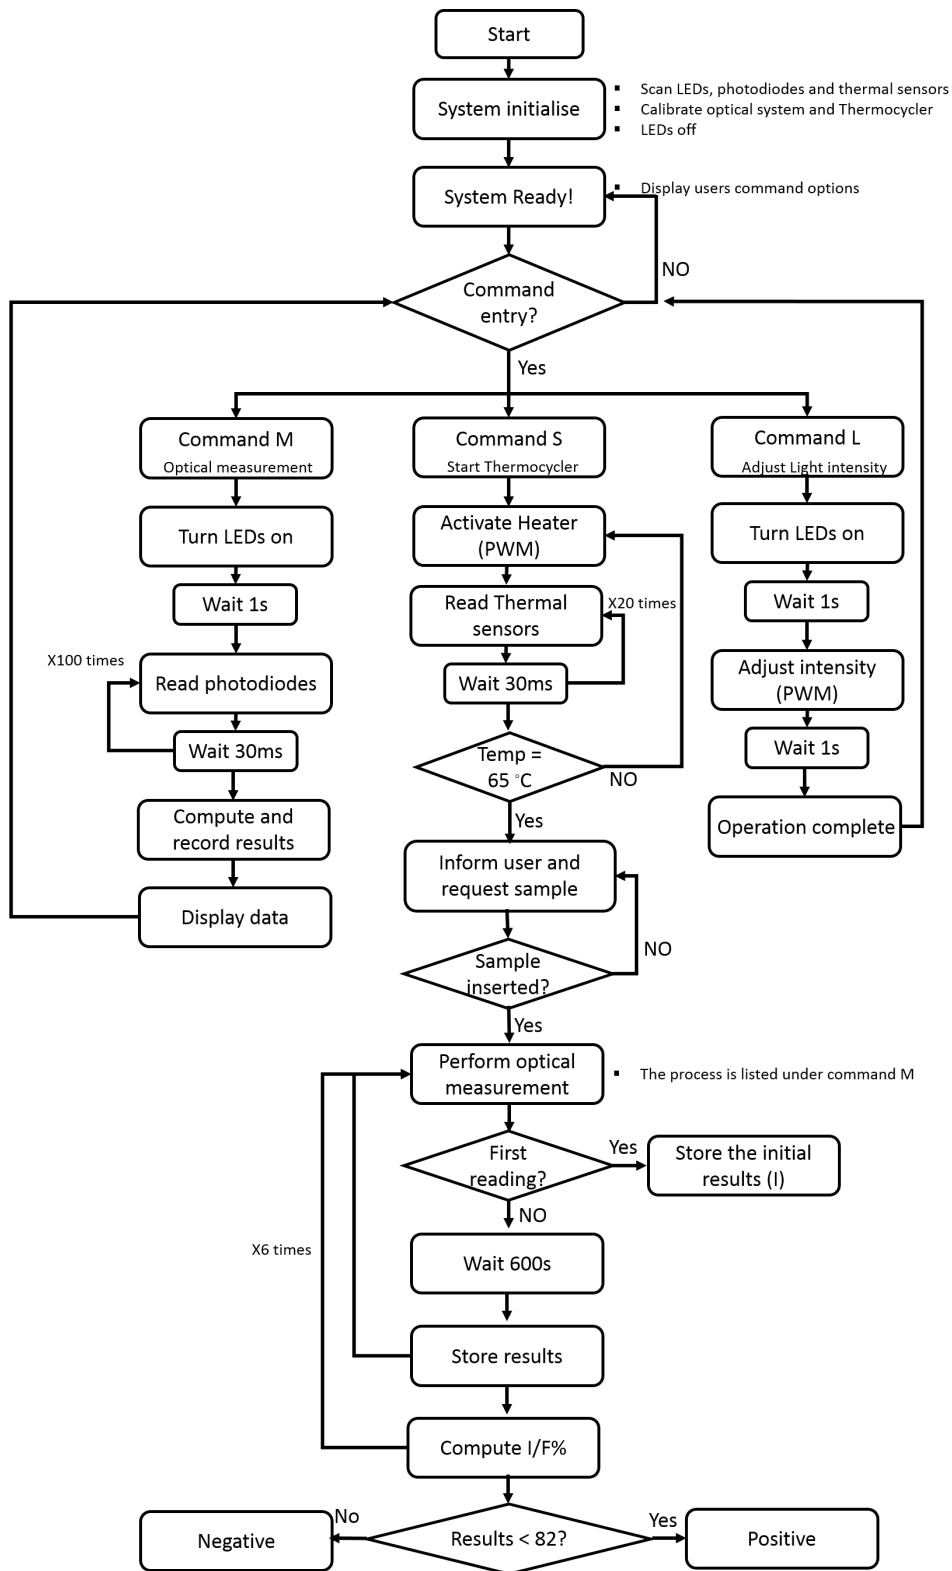 Start
System initialise
▪ Scan LEDs, photodiodes and thermal sensors
▪ Calibrate optical system and Thermocycler
▪ LEDs off
System Ready!
▪ Display users command options
NO
Command
entry?
Yes
Command M
Optical measurement
Turn LEDs on
Wait 1s
X100 times
Read photodiodes
Wait 30ms
Compute and
record results
Display data
Command S
Start Thermocycler
Activate Heater
(PWM)
Read Thermal
sensors
X20 times
Wait 30ms
Temp =
65 °C
NO
Yes
Inform user and
request sample
NO
Sample
inserted?
Yes
Command L
Adjust Light intensity
Turn LEDs on
Wait 1s
Adjust intensity
(PWM)
Wait 1s
Operation complete
Perform optical
measurement
▪ The process is listed under command M
First
reading?
Yes
Store the initial
results (I)
NO
X6 times
Wait 600s
Store results
Compute I/F%
Results < 82?
No
Negative
Yes
Positive